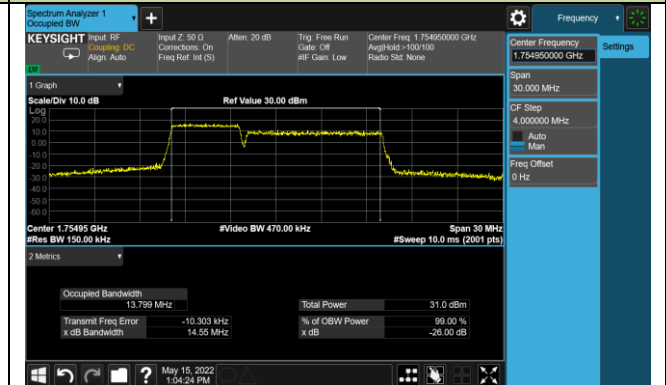 Spectrum Analyzer 1
Occupied BW
+
Frequency
KEYSIGHT
Input: RF
Coupling: DC
Align: Auto
Input Z: 50 Ω
Corrections: On
Freq Ref: Int (S)
Atten: 20 dB
Trig: Free Run
Gate: Off
#IF Gain: Low
Center Freq: 1.754950000 GHz
Avg|Hold:>100/100
Radio Std: None
Center Frequency
1.754950000 GHz
Settings
Span
30.000 MHz
CF Step
4.000000 MHz
Auto
Man
Freq Offset
0 Hz
1 Graph
Scale/Div 10.0 dB
Ref Value 30.00 dBm
Log
20.0
10.0
0.00
-10.0
-20.0
-30.0
-40.0
-50.0
-60.0
Center 1.75495 GHz
#Video BW 470.00 kHz
Span 30 MHz
#Res BW 150.00 kHz
#Sweep 10.0 ms (2001 pts)
2 Metrics
Occupied Bandwidth
13.799 MHz
Total Power 31.0 dBm
Transmit Freq Error -10.303 kHz
% of OBW Power 99.00 %
x dB Bandwidth 14.55 MHz
x dB -26.00 dB
?
May 15, 2022
1:04:24 PM